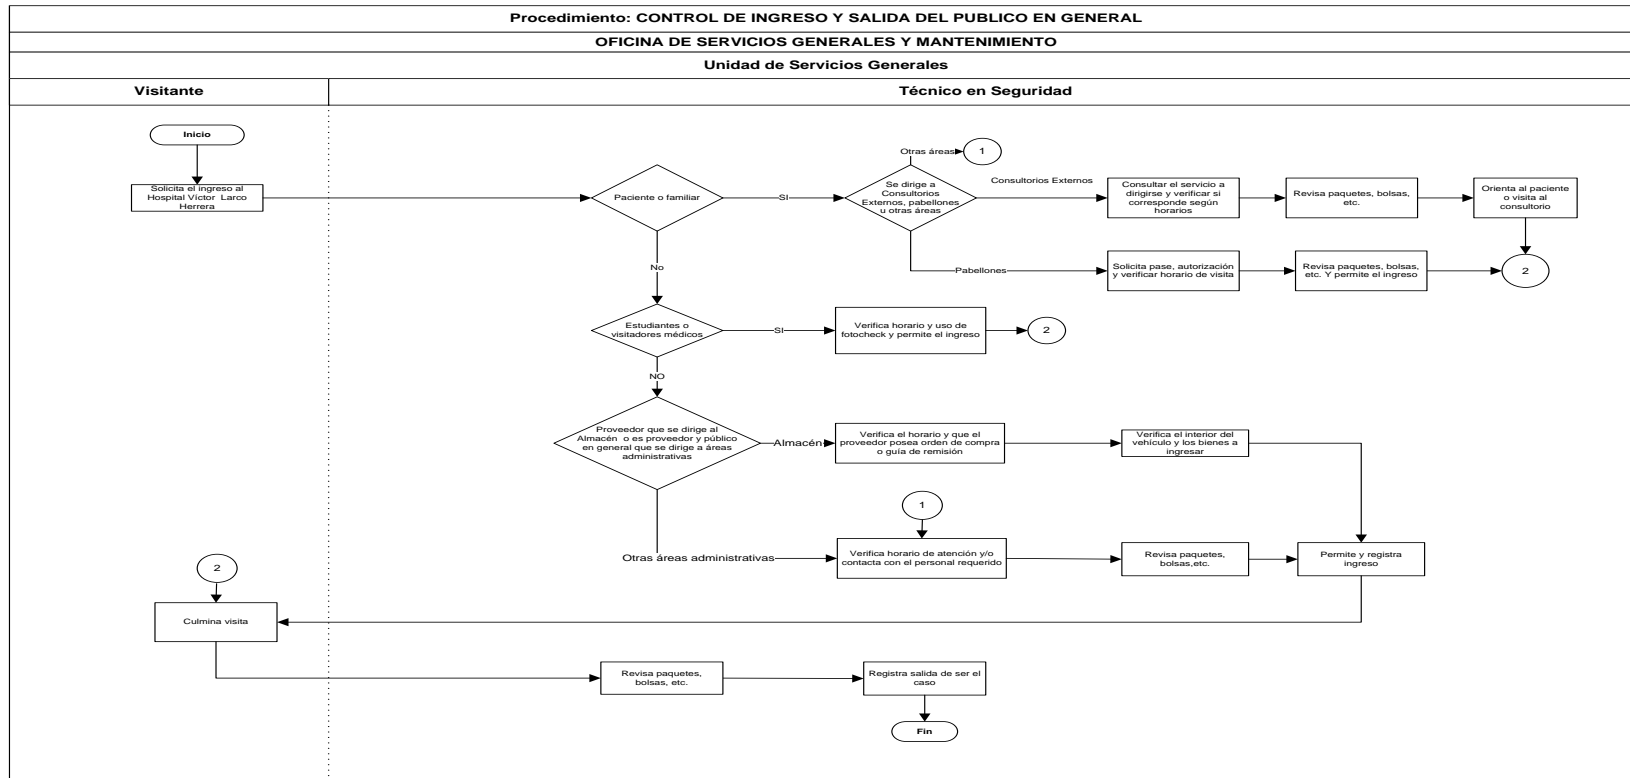 Procedimiento: CONTROL DE INGRESO Y SALIDA DEL PUBLICO EN GENERAL
OFICINA DE SERVICIOS GENERALES Y MANTENIMIENTO
Unidad de Servicios Generales
Visitante
Técnico en Seguridad
Inicio
Solicita el ingreso al
Hospital Víctor Larco
Herrera
Paciente o familiar
SI
Se dirige a
Consultorios
Externos, pabellones
u otras áreas
Otras áreas
1
Consultorios Externos
Consultar el servicio a
dirigirse y verificar si
corresponde según
horarios
Revisa paquetes, bolsas,
etc.
Orienta al paciente
o visita al
consultorio
No
Pabellones
Solicita pase, autorización
y verificar horario de visita
Revisa paquetes, bolsas,
etc. Y permite el ingreso
2
Estudiantes o
visitadores médicos
SI
Verifica horario y uso de
fotocheck y permite el ingreso
2
NO
Proveedor que se dirige al
Almacén o es proveedor y público
en general que se dirige a áreas
administrativas
Almacén
Verifica el horario y que el
proveedor posea orden de compra
o guía de remisión
Verifica el interior del
vehículo y los bienes a
ingresar
1
Otras áreas administrativas
Verifica horario de atención y/o
contacta con el personal requerido
Revisa paquetes,
bolsas,etc.
Permite y registra
ingreso
2
Culmina visita
Revisa paquetes,
bolsas, etc.
Registra salida de ser el
caso
Fin